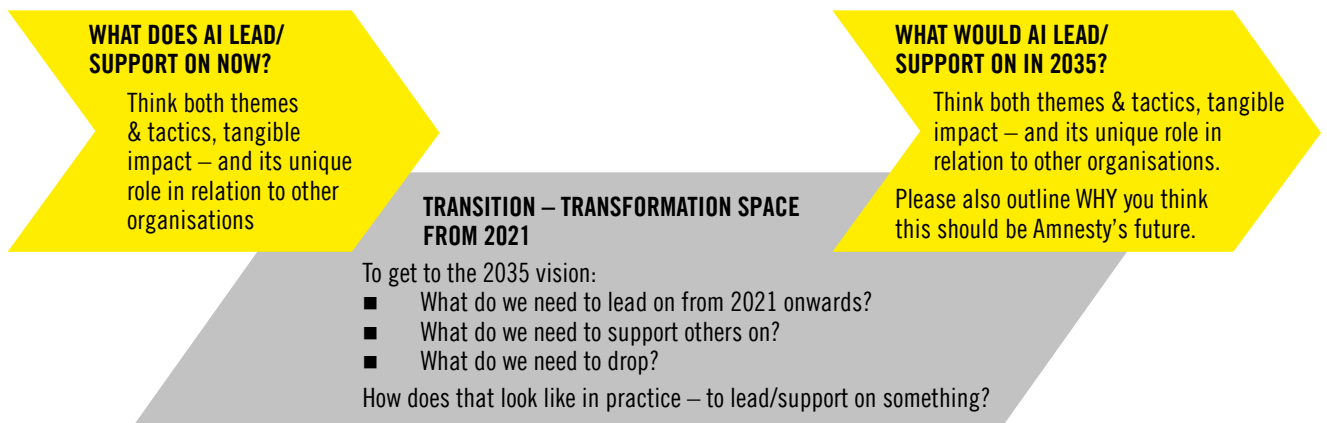 WHAT DOES AI LEAD/
SUPPORT ON NOW?
Think both themes
& tactics, tangible
impact – and its unique
role in relation to other
organisations
WHAT WOULD AI LEAD/
SUPPORT ON IN 2035?
Think both themes & tactics, tangible
impact – and its unique role in
relation to other organisations.
Please also outline WHY you think
this should be Amnesty's future.
TRANSITION – TRANSFORMATION SPACE
FROM 2021
To get to the 2035 vision:
■ What do we need to lead on from 2021 onwards?
■ What do we need to support others on?
■ What do we need to drop?
How does that look like in practice – to lead/support on something?